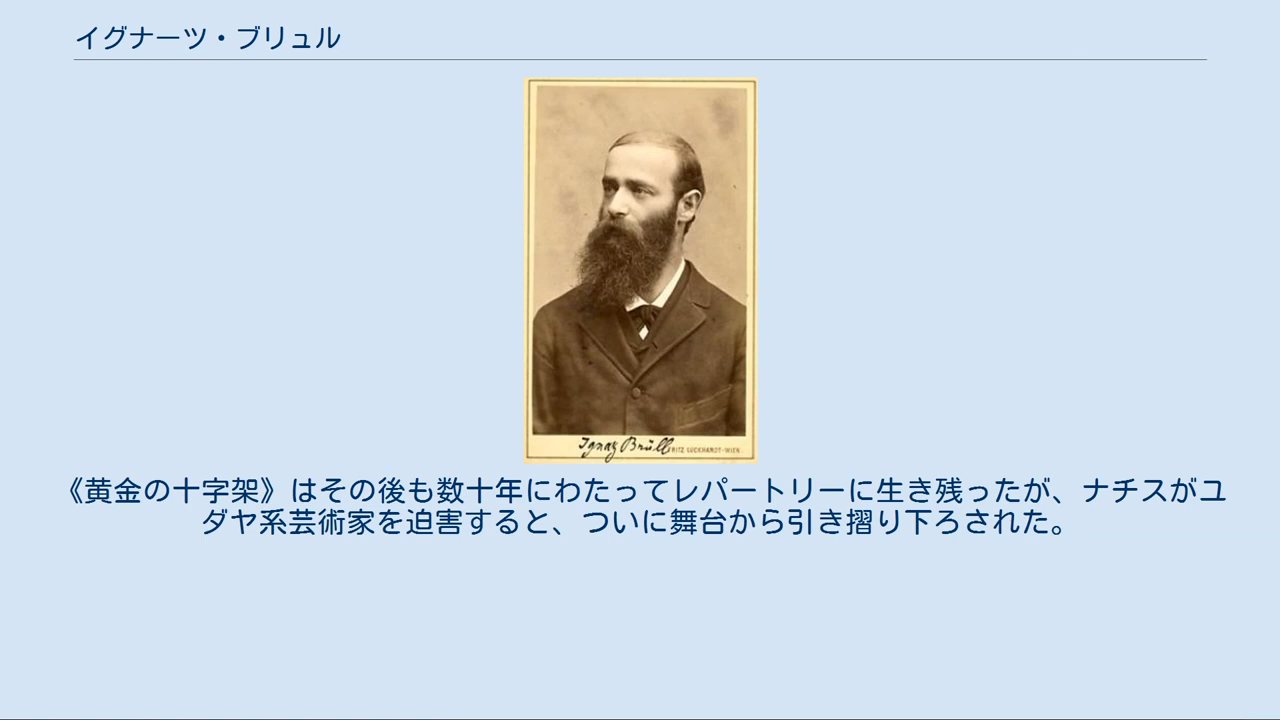 イグナーツ・ブリュル
Ignaz Brüll
FRITZ LUCKHARDT-WIEN
《黄金の十字架》はその後も数十年にわたってレパートリーに生き残ったが、ナチスがユ
ダヤ系芸術家を迫害すると、ついに舞台から引き摺り下ろされた。